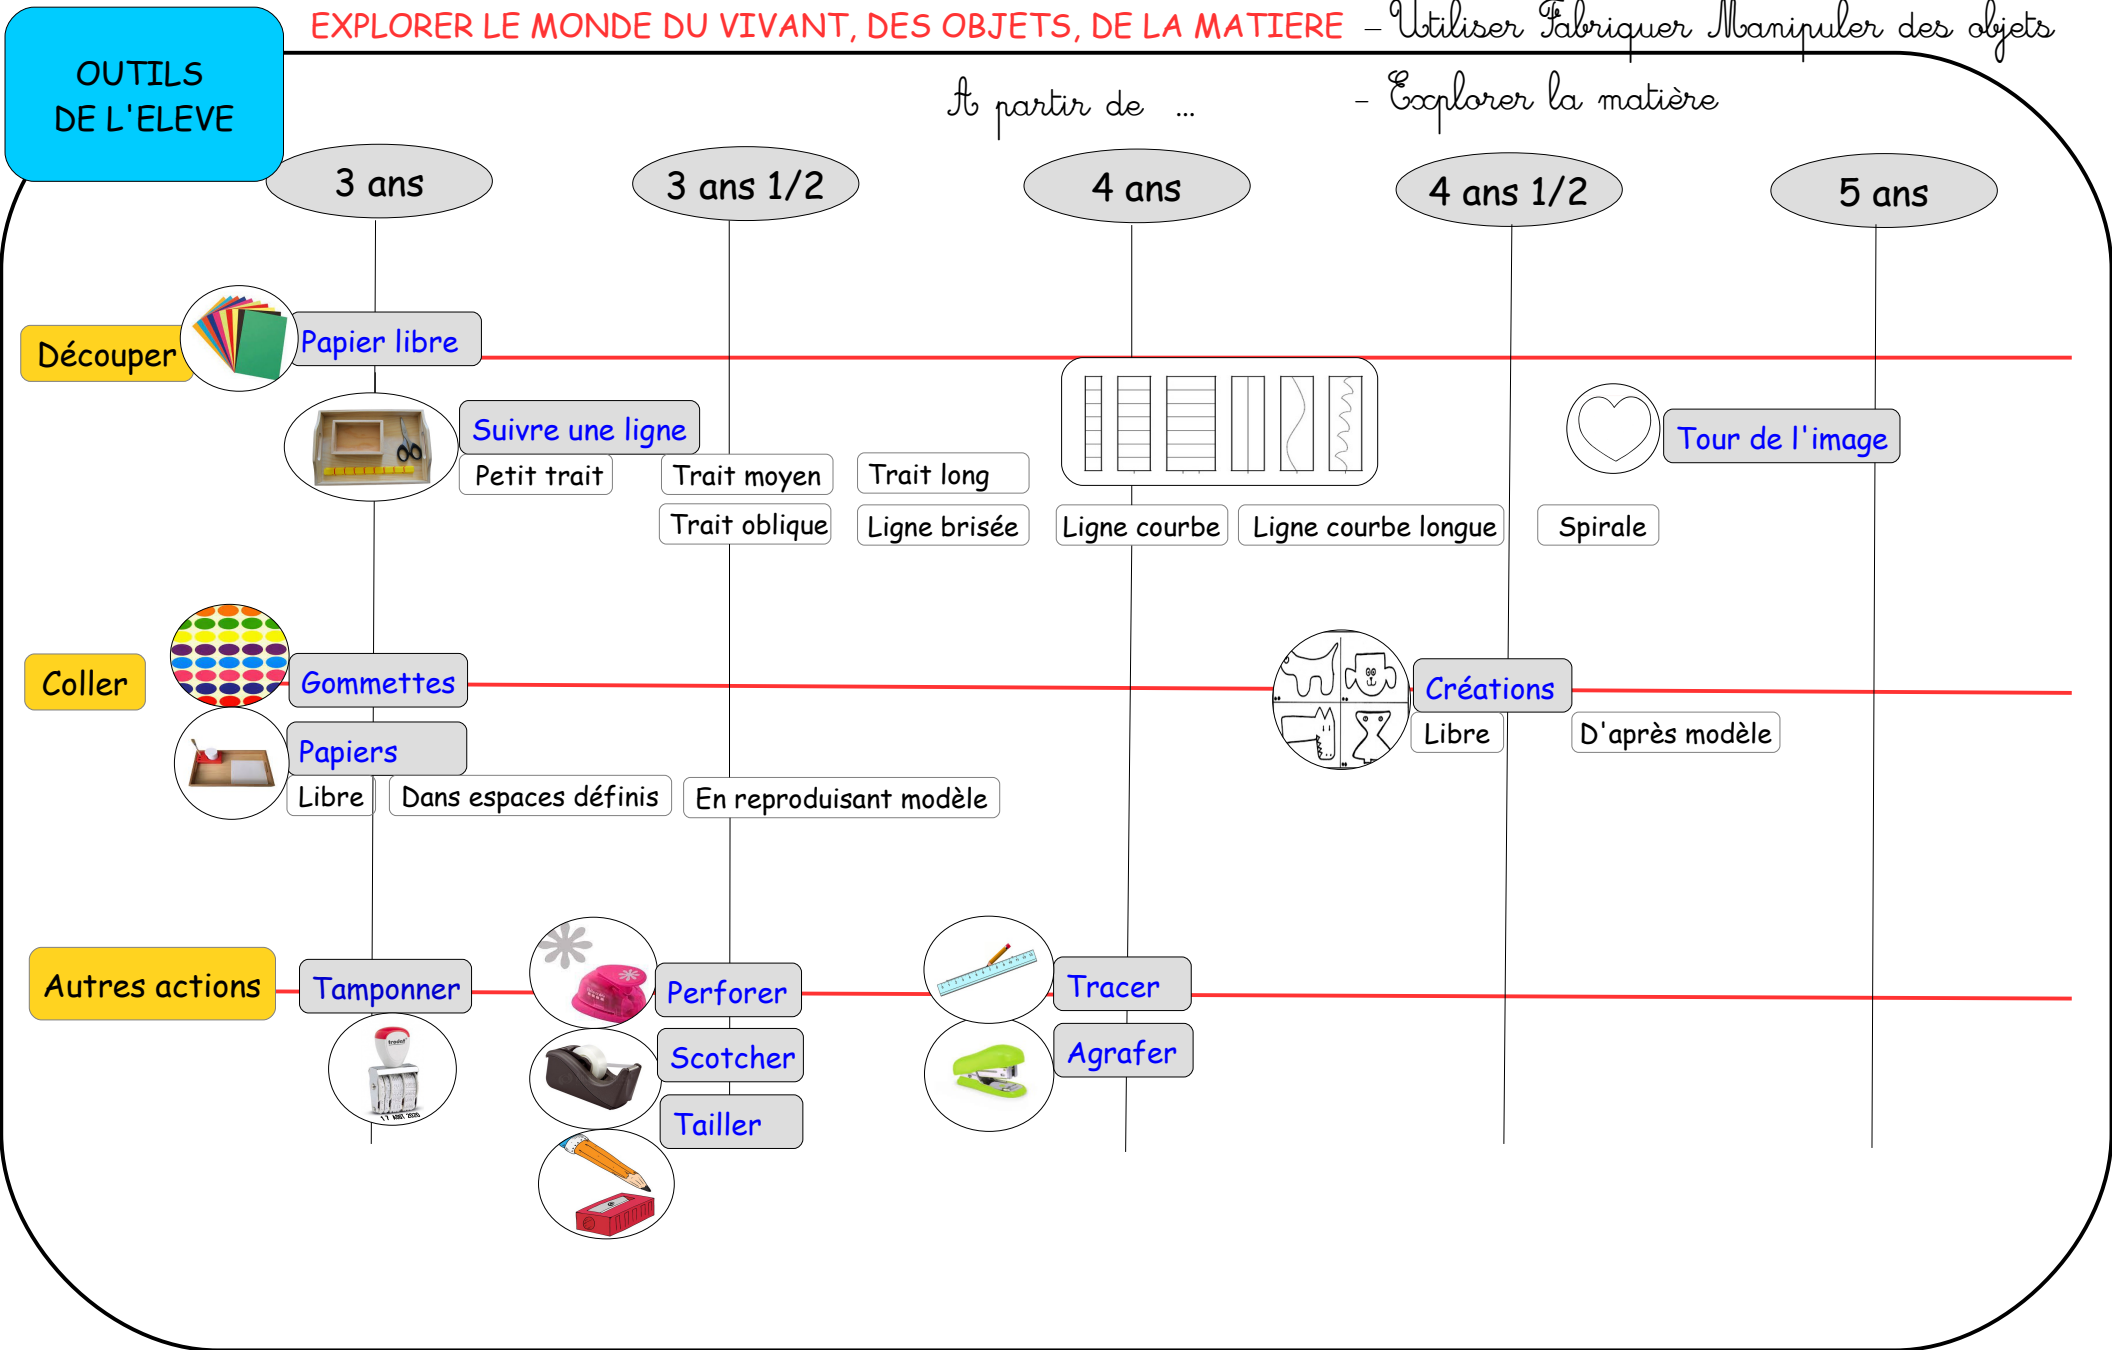 EXPLORER LE MONDE DU VIVANT, DES OBJETS, DE LA MATIERE - Utiliser Fabriquer Manipuler des objets
OUTILS
DE L'ELEVE
A partir de ... - Explorer la matière
3 ans 3 ans 1/2 4 ans 4 ans 1/2 5 ans
Découper Papier libre
Suivre une ligne Tour de l'image
Petit trait Trait moyen Trait long
Trait oblique Ligne brisée Ligne courbe Ligne courbe longue Spirale
Coller Gommettes Créations
Libre D'après modèle
Papiers
Libre Dans espaces définis En reproduisant modèle
Autres actions Tamponner Perforer Tracer
Scotcher Agrafer
trodat
17 AOUT 2020
Tailler